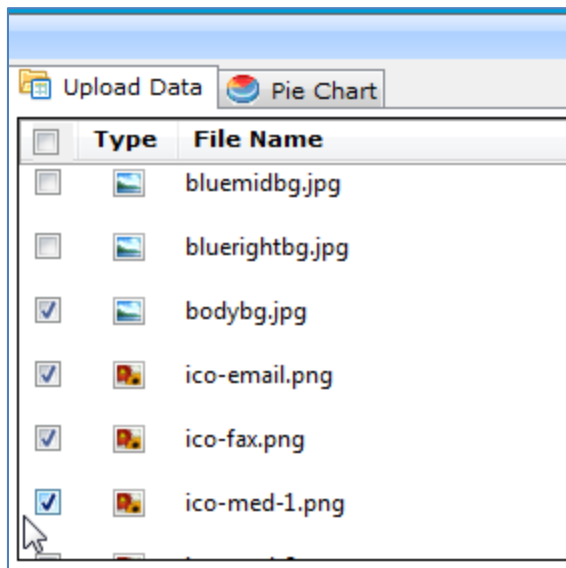 Upload Data Pie Chart
Type File Name
bluemidbg.jpg
bluerightbg.jpg
bodybg.jpg
ico-email.png
ico-fax.png
ico-med-1.png